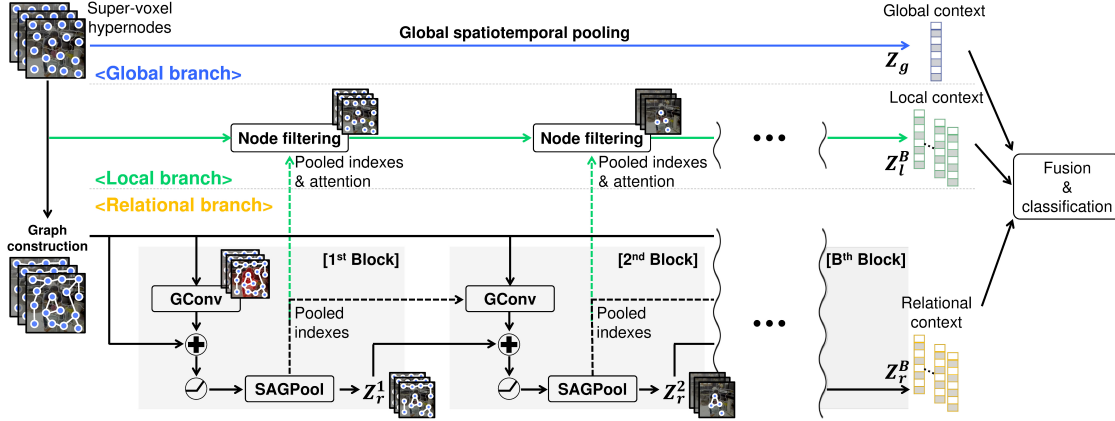 Super-voxel
hypernodes
Global spatiotemporal pooling
Global context
Z_g
<Global branch>
Node filtering
Node filtering
Local context
Pooled indexes
& attention
Pooled indexes
& attention
Z_l^B
<Local branch>
<Relational branch>
Fusion
&
classification
Graph
construction
[1st Block]
[2nd Block]
[Bth Block]
GConv
GConv
Pooled
indexes
Relational
context
SAGPool
Z_r^1
SAGPool
Z_r^2
Z_r^B